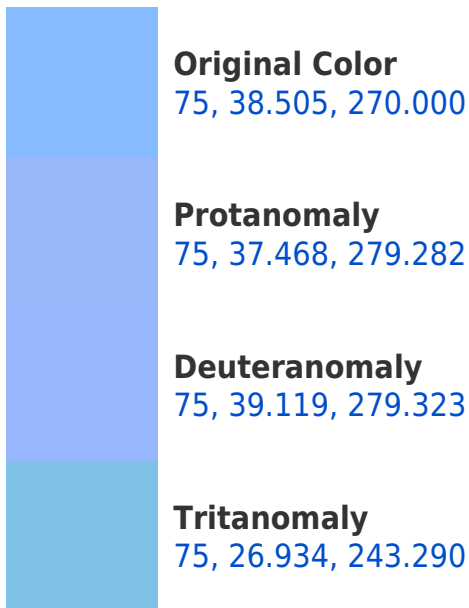 Original Color
75, 38.505, 270.000
Protanomaly
75, 37.468, 279.282
Deuteranomaly
75, 39.119, 279.323
Tritanomaly
75, 26.934, 243.290